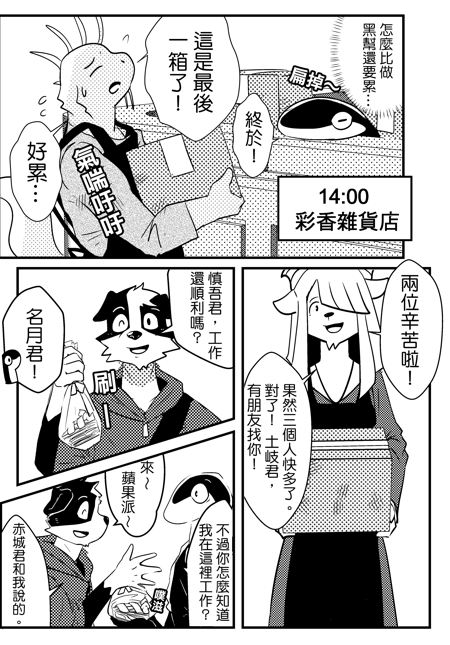 怎麼比做
黑幫還要累…
扁掉~
這是最後
一箱了！
終於！
好累…
氣喘吁吁
14:00
彩香雜貨店
兩位辛苦啦！
果然三個人快多了。
對了！土岐君，
有朋友找你！
慎吾君，工作
還順利嗎？
刷—
名月君！
來~
蘋果派~
不過你怎麼知道
我在這裡工作？
赤城君和我說的。